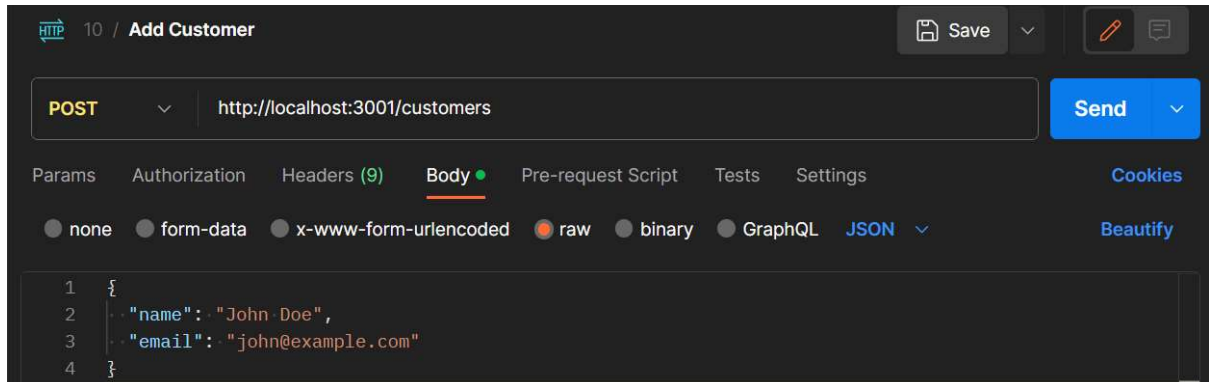 HTTP 10 / Add Customer Save
POST http://localhost:3001/customers Send
Params Authorization Headers (9) Body Pre-request Script Tests Settings Cookies
none form-data x-www-form-urlencoded raw binary GraphQL JSON Beautify
1 {
2 "name": "John Doe",
3 "email": "john@example.com"
4 }